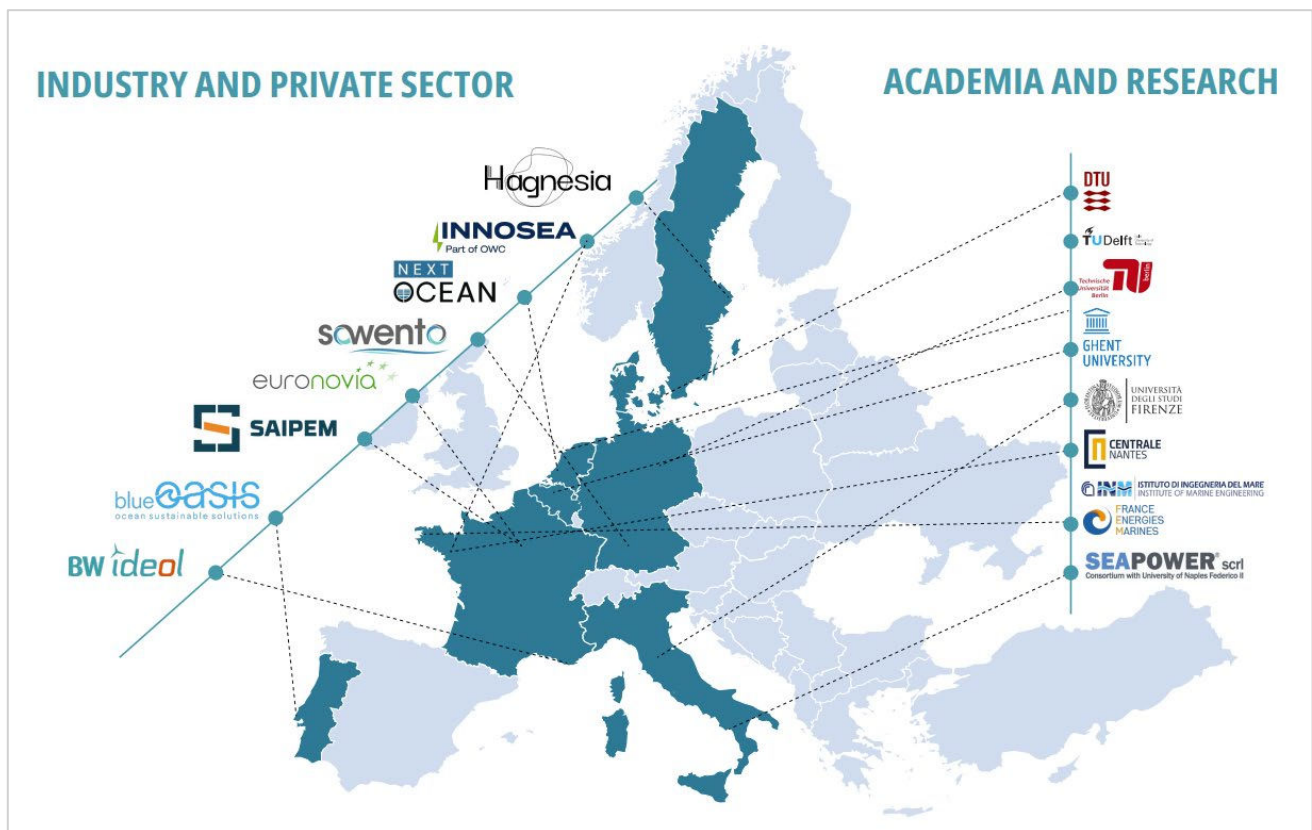 INDUSTRY AND PRIVATE SECTOR
ACADEMIA AND RESEARCH
Hagnesia
INNOSEA
Part of OWC
NEXT
OCEAN
sowento
euronovia
SAIPEM
blueOasis
ocean sustainable solutions
BW ideol
DTU
TUDelft
Technische
Universität
Berlin
berlin
GHENT
UNIVERSITY
UNIVERSITÀ
DEGLI STUDI
FIRENZE
CENTRALE
NANTES
INM
ISTITUTO DI INGEGNERIA DEL MARE
INSTITUTE OF MARINE ENGINEERING
FRANCE
ENERGIES
MARINES
SEAPOWER® scrl
Consortium with University of Naples Federico II